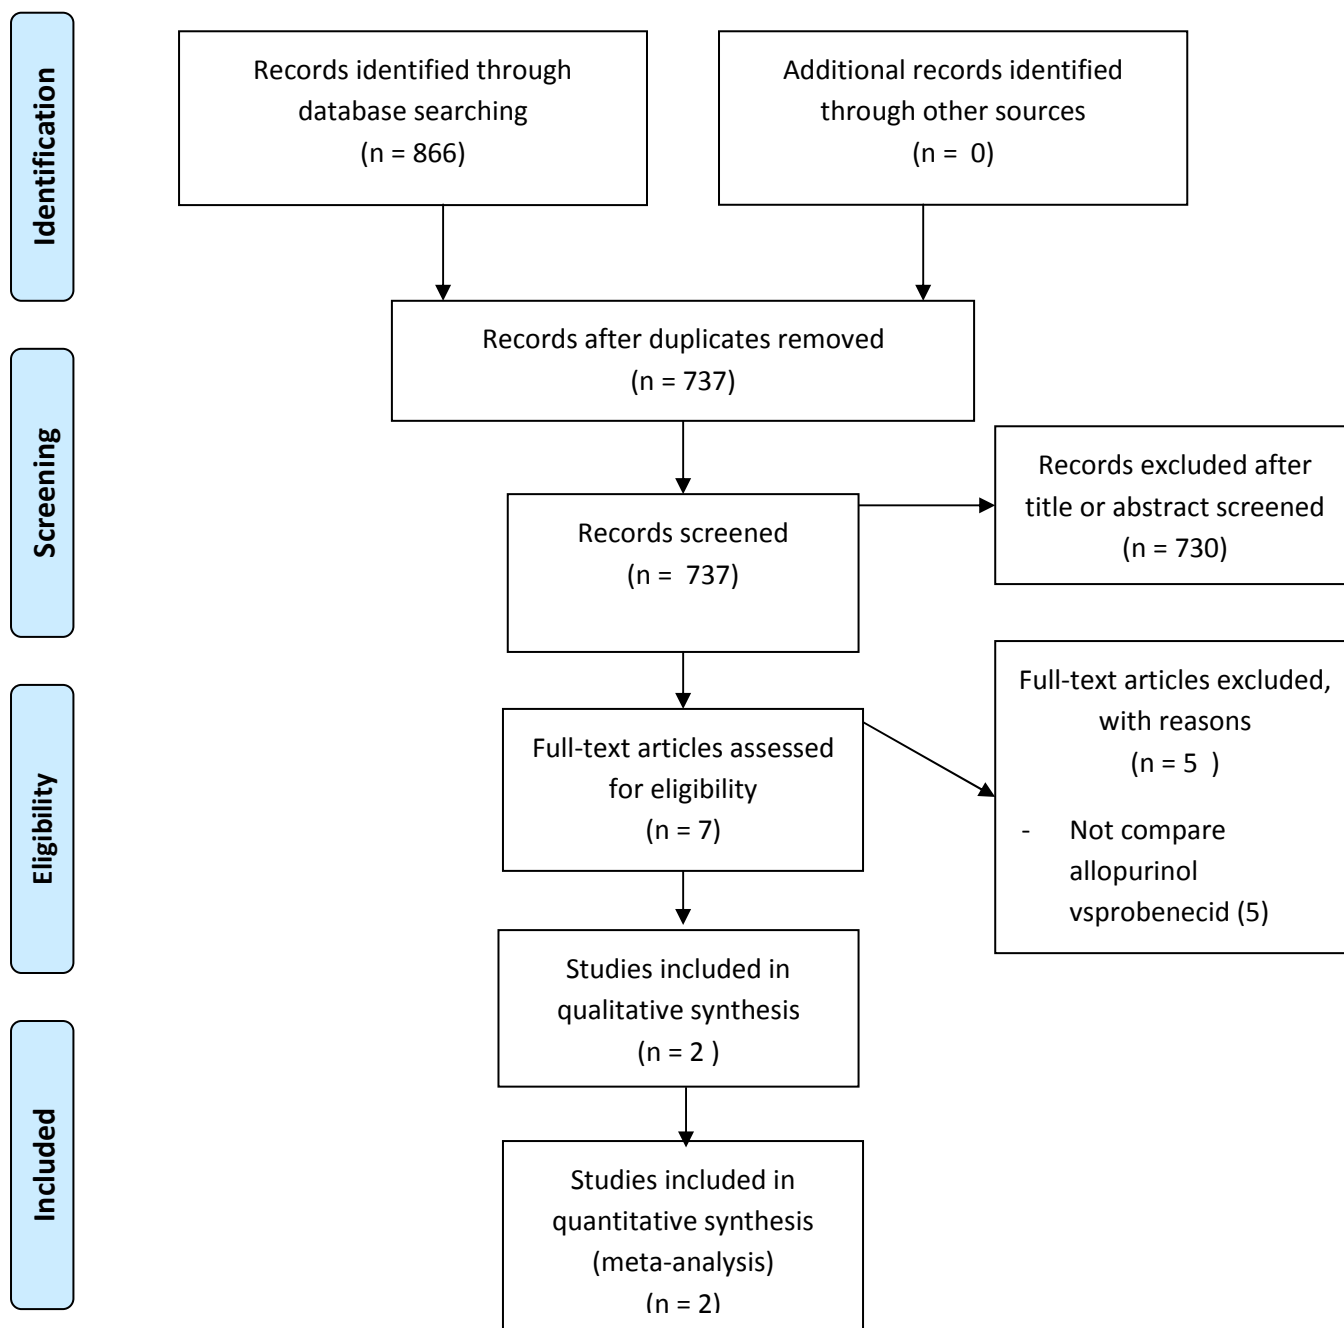 Identification
Records identified through
database searching
(n = 866)
Additional records identified
through other sources
(n =  0)
Records after duplicates removed
(n = 737)
Screening
Records screened
(n =  737)
Records excluded after
title or abstract screened
(n = 730)
Eligibility
Full-text articles assessed
for eligibility
(n = 7)
Full-text articles excluded,
with reasons
(n = 5  )
-    Not compare
allopurinol
vsprobenecid (5)
Studies included in
qualitative synthesis
(n = 2 )
Included
Studies included in
quantitative synthesis
(meta-analysis)
(n = 2)